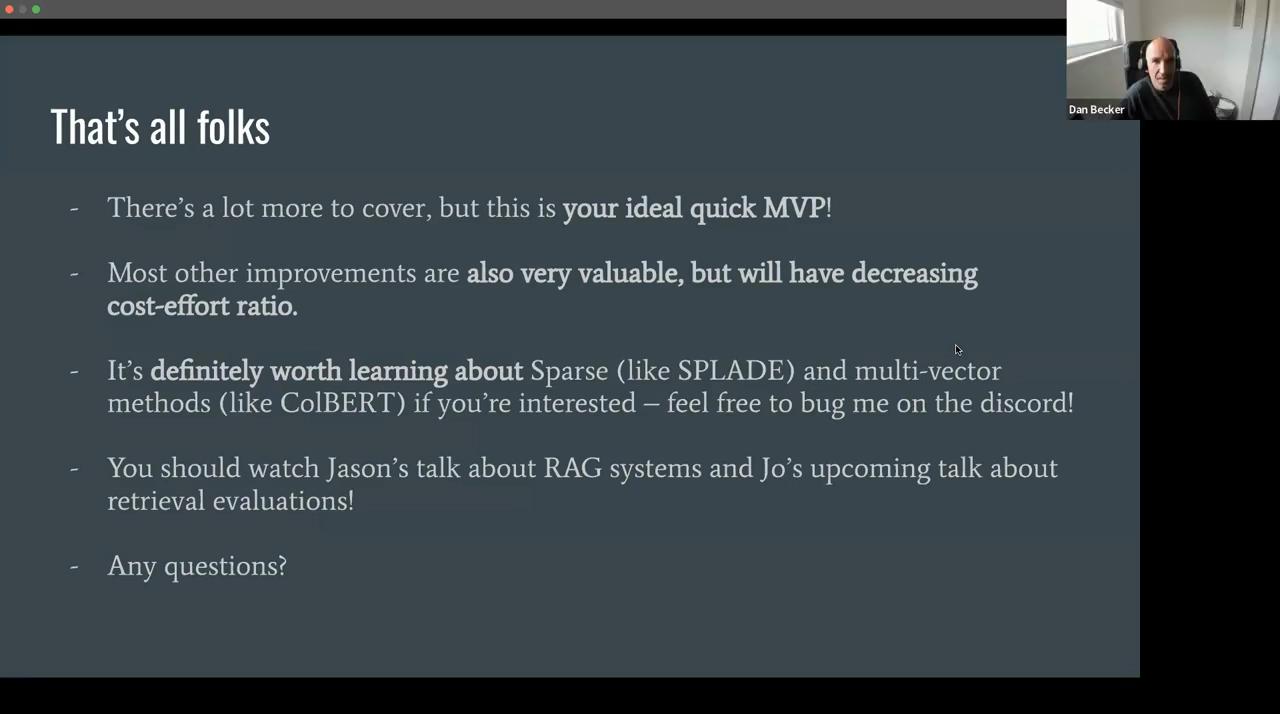 That's all folks
- There's a lot more to cover, but this is your ideal quick MVP!
- Most other improvements are also very valuable, but will have decreasing
cost-effort ratio.
- It's definitely worth learning about Sparse (like SPLADE) and multi-vector
methods (like ColBERT) if you're interested – feel free to bug me on the discord!
- You should watch Jason's talk about RAG systems and Jo's upcoming talk about
retrieval evaluations!
- Any questions?
Dan Becker